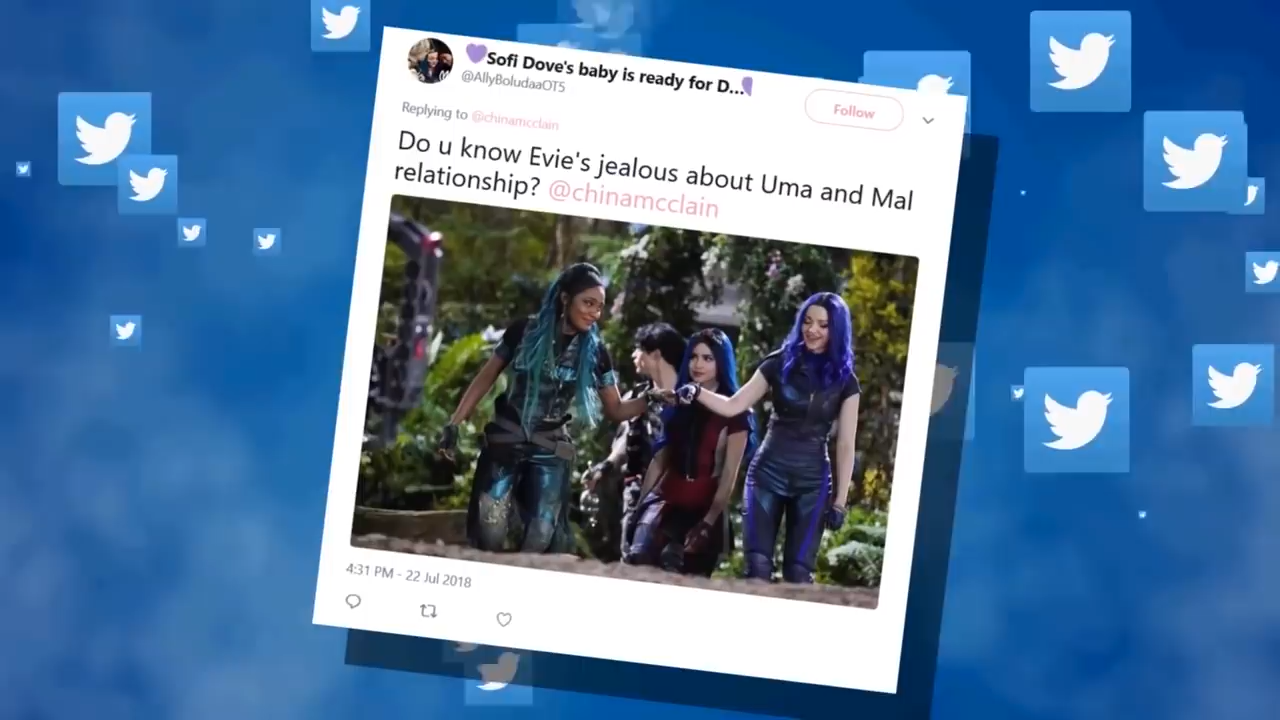 💜Sofi Dove's baby is ready for D...
@AllyBoludaaOT5
Follow
Replying to @chinamcclain
Do u know Evie's jealous about Uma and Mal
relationship? @chinamcclain
4:31 PM - 22 Jul 2018